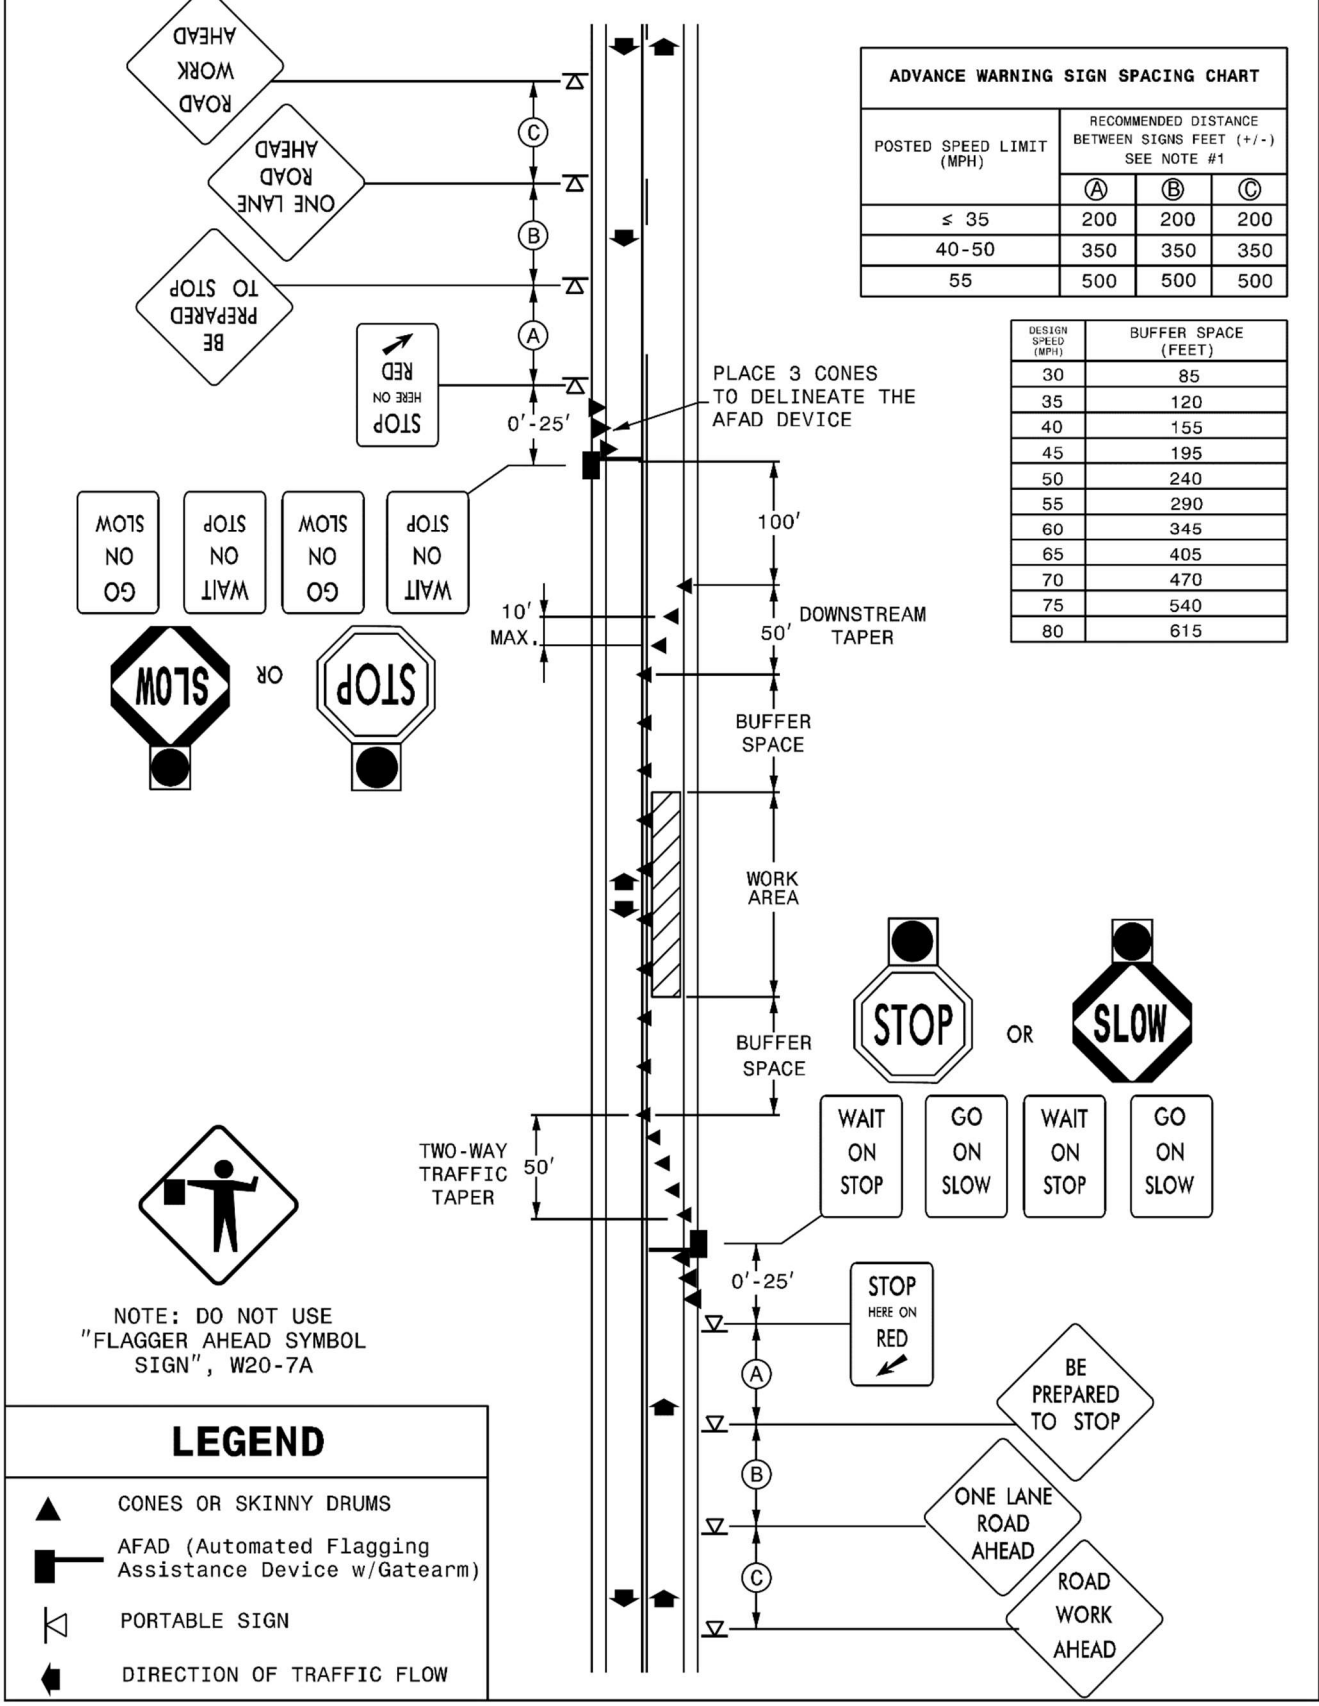 AHEAD
WORK
ROAD
AHEAD
ROAD
ONE LANE
TO STOP
PREPARED
BE
C
B
A
STOP
HERE ON
RED
0'-25'
PLACE 3 CONES
TO DELINEATE THE
AFAD DEVICE
ADVANCE WARNING SIGN SPACING CHART
POSTED SPEED LIMIT
(MPH)
RECOMMENDED DISTANCE
BETWEEN SIGNS FEET (+/-)
SEE NOTE #1
A B C
≤ 35 200 200 200
40-50 350 350 350
55 500 500 500
DESIGN
SPEED
(MPH)
BUFFER SPACE
(FEET)
30 85
35 120
40 155
45 195
50 240
55 290
60 345
65 405
70 470
75 540
80 615
GO
ON
SLOW
WAIT
ON
STOP
GO
ON
SLOW
WAIT
ON
STOP
SLOW
OR
STOP
100'
10'
MAX.
50'
DOWNSTREAM
TAPER
BUFFER
SPACE
WORK
AREA
BUFFER
SPACE
STOP
OR
SLOW
WAIT
ON
STOP
GO
ON
SLOW
WAIT
ON
STOP
GO
ON
SLOW
TWO-WAY
TRAFFIC
TAPER
50'
0'-25'
STOP
HERE ON
RED
A
B
C
BE
PREPARED
TO STOP
ONE LANE
ROAD
AHEAD
ROAD
WORK
AHEAD
NOTE: DO NOT USE
"FLAGGER AHEAD SYMBOL
SIGN", W20-7A
LEGEND
CONES OR SKINNY DRUMS
AFAD (Automated Flagging
Assistance Device w/Gatearm)
PORTABLE SIGN
DIRECTION OF TRAFFIC FLOW